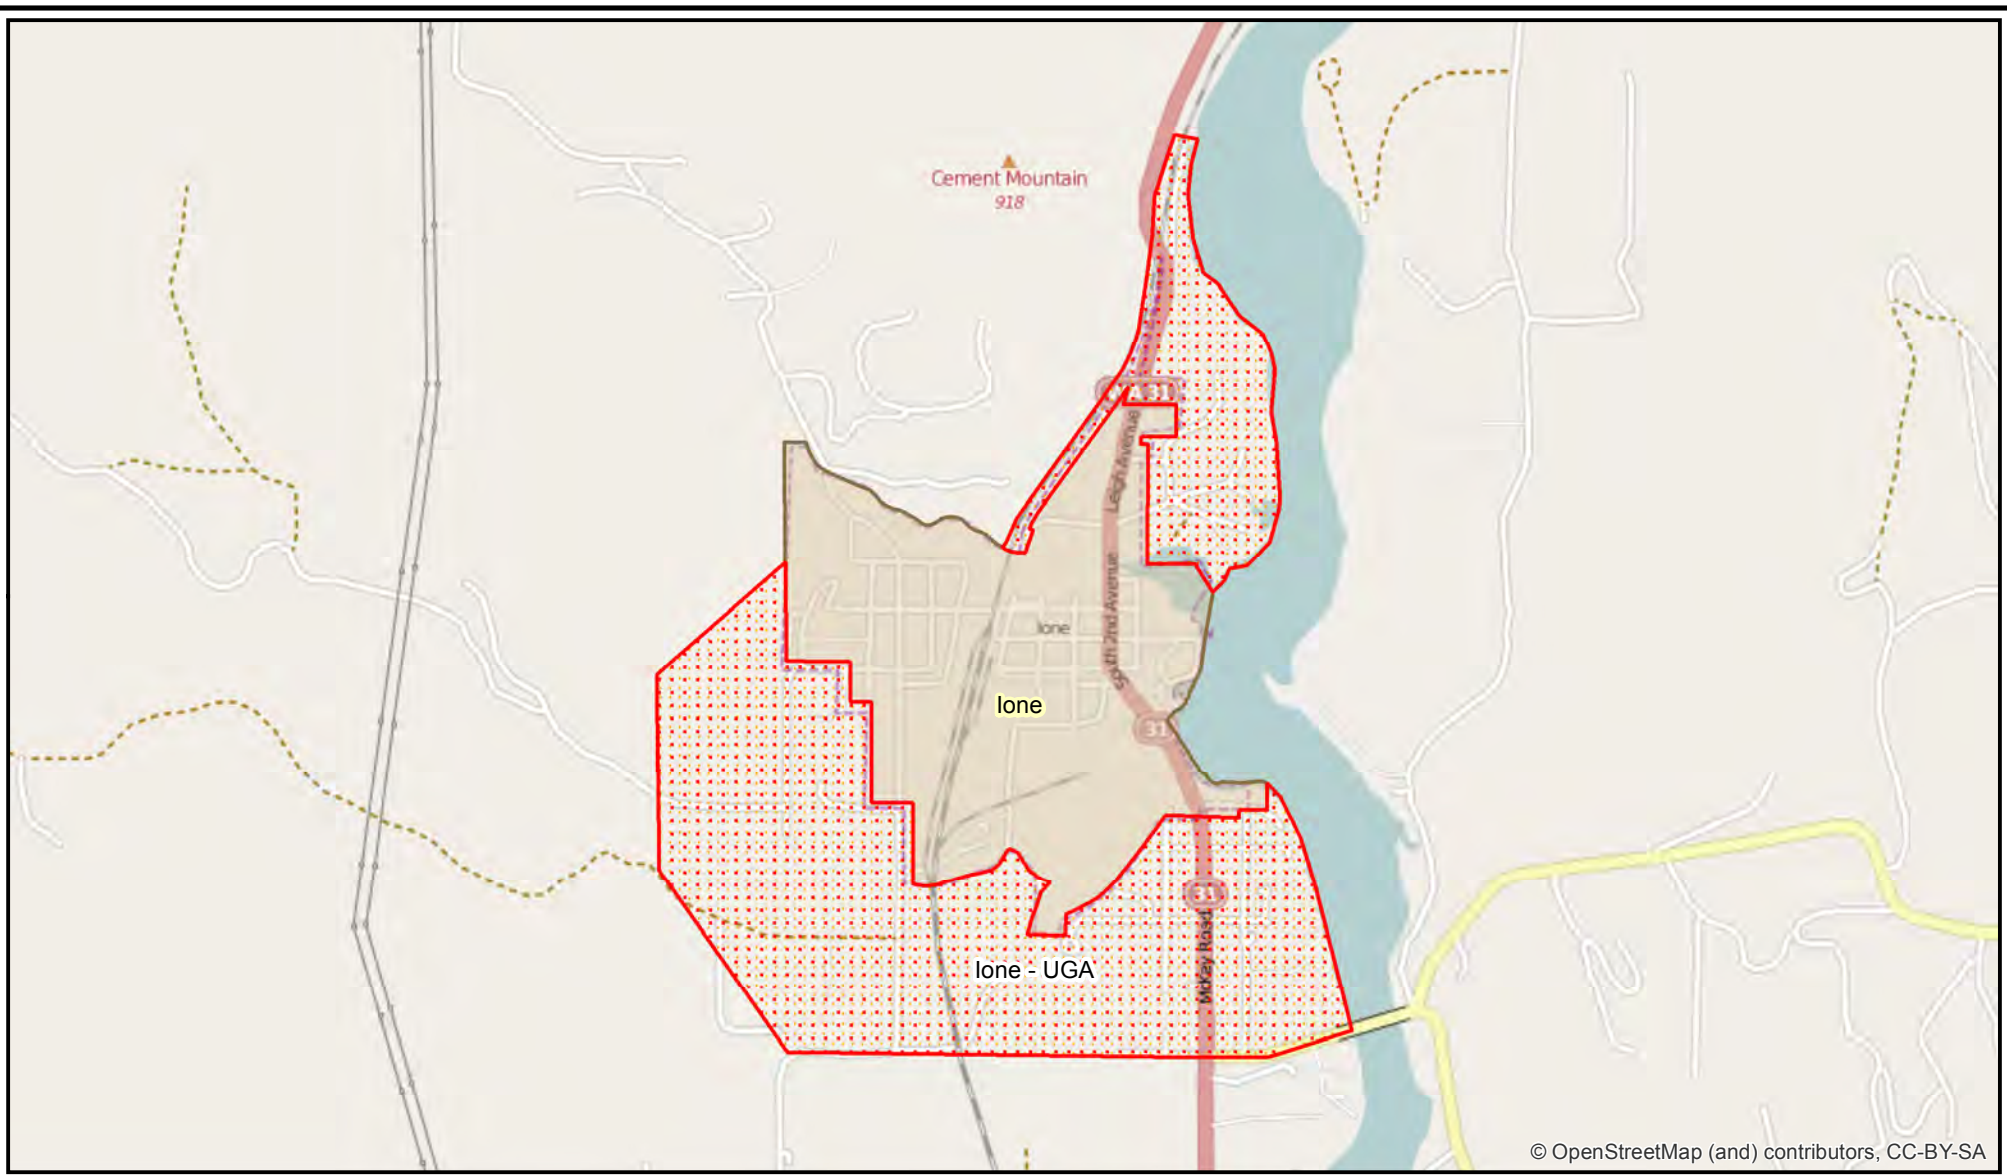 Cement Mountain
918
31
Leigh Avenue
South 2nd Avenue
Ione
Ione
31
31
McKay Road
Ione - UGA
© OpenStreetMap (and) contributors, CC-BY-SA